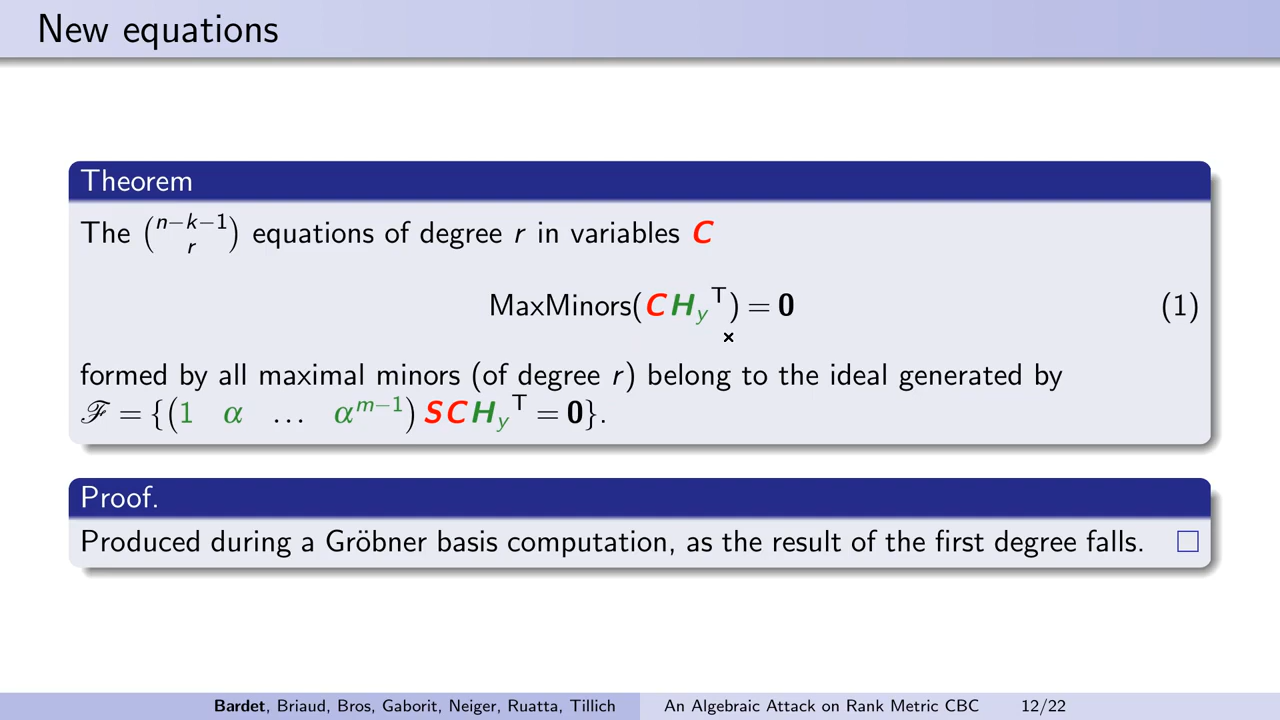 New equations
Theorem
The (n−k−1 r) equations of degree r in variables C
MaxMinors(CH_y^T) = 0 (1)
formed by all maximal minors (of degree r) belong to the ideal generated by
ℱ = {(1 α … α^{m−1}) SCH_y^T = 0}.
Proof.
Produced during a Gröbner basis computation, as the result of the first degree falls. □
Bardet, Briaud, Bros, Gaborit, Neiger, Ruatta, Tillich An Algebraic Attack on Rank Metric CBC 12/22